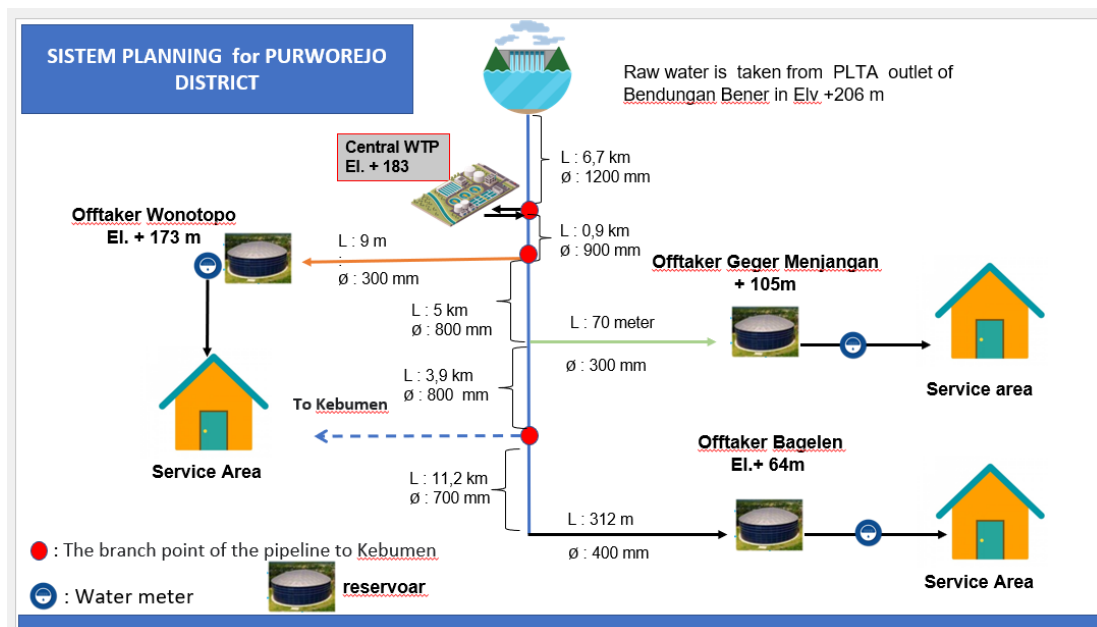 SISTEM PLANNING for PURWOREJO
DISTRICT
Raw water is taken from PLTA outlet of
Bendungan Bener in Elv +206 m
Central WTP
El. + 183
L : 6,7 km
ø : 1200 mm
Offtaker Wonotopo
El. + 173 m
L : 9 m
:
ø : 300 mm
L : 0,9 km
ø : 900 mm
Offtaker Geger Menjangan
+ 105m
L : 5 km
ø : 800 mm
L : 70 meter
ø : 300 mm
Service area
L : 3,9 km
ø : 800 mm
To Kebumen
Service Area
Offtaker Bagelen
El.+ 64m
L : 11,2 km
ø : 700 mm
L : 312 m
ø : 400 mm
Service Area
: The branch point of the pipeline to Kebumen
: Water meter
reservoar